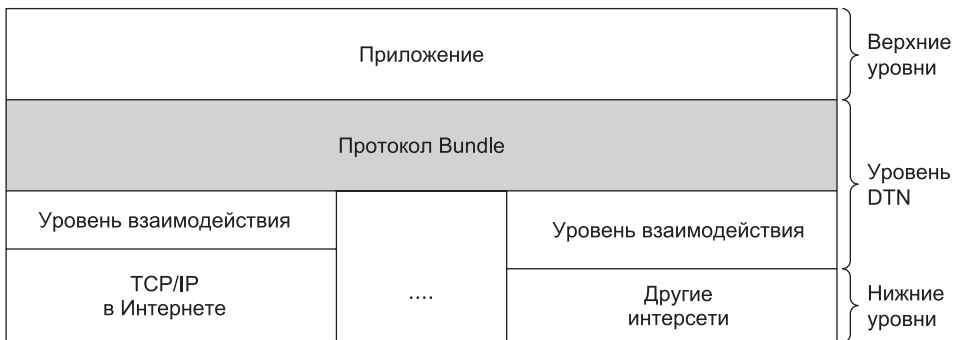 Приложение
Верхние
уровни
Протокол Bundle
Уровень
DTN
Уровень взаимодействия
Уровень взаимодействия
TCP/IP
в Интернете
....
Другие
интерсети
Нижние
уровни